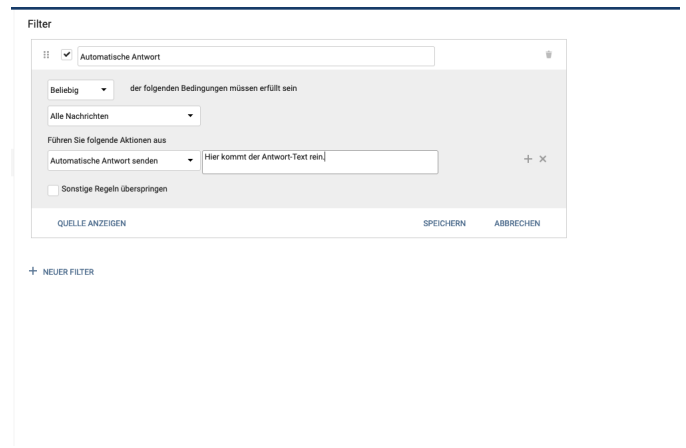 Filter
Automatische Antwort
Beliebig der folgenden Bedingungen müssen erfüllt sein
Alle Nachrichten
Führen Sie folgende Aktionen aus
Automatische Antwort senden Hier kommt der Antwort-Text rein.
Sonstige Regeln überspringen
QUELLE ANZEIGEN SPEICHERN ABBRECHEN
+ NEUER FILTER